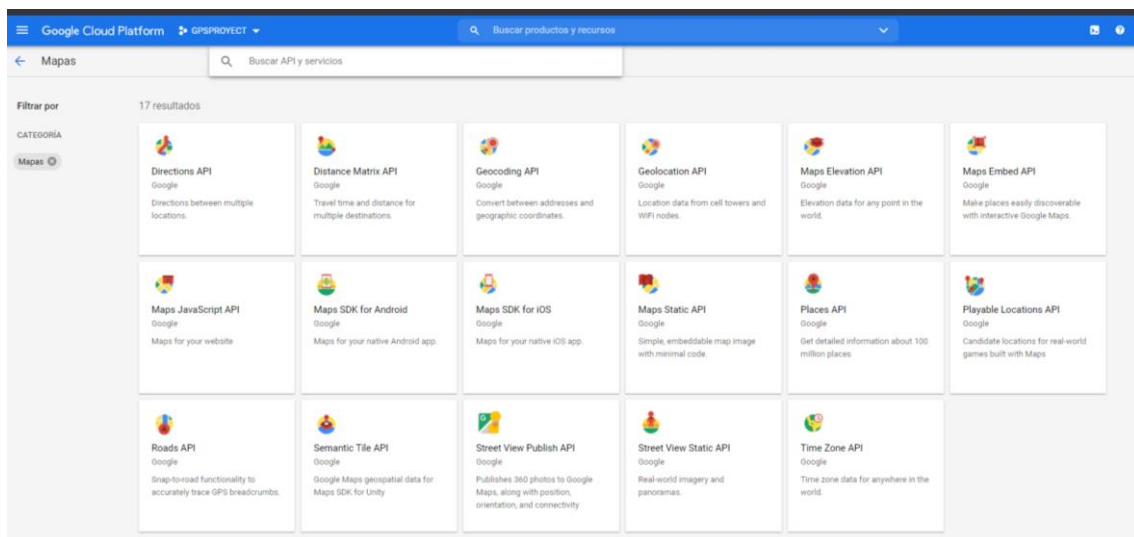 Google Cloud Platform
GPSPROYECT
Buscar productos y recursos
Mapas
Buscar API y servicios
Filtrar por
17 resultados
CATEGORÍA
Mapas
Directions API
Google
Directions between multiple
locations.
Distance Matrix API
Google
Travel time and distance for
multiple destinations.
Geocoding API
Google
Convert between addresses and
geographic coordinates.
Geolocation API
Google
Location data from cell towers and
WiFi nodes.
Maps Elevation API
Google
Elevation data for any point in the
world.
Maps Embed API
Google
Make places easily discoverable
with interactive Google Maps.
Maps JavaScript API
Google
Maps for your website
Maps SDK for Android
Google
Maps for your native Android app.
Maps SDK for iOS
Google
Maps for your native iOS app.
Maps Static API
Google
Simple, embeddable map image
with minimal code.
Places API
Google
Get detailed information about 100
million places
Playable Locations API
Google
Candidate locations for real-world
games built with Maps
Roads API
Google
Snap-to-road functionality to
accurately trace GPS breadcrumbs.
Semantic Tile API
Google
Google Maps geospatial data for
Maps SDK for Unity
Street View Publish API
Google
Publishes 360 photos to Google
Maps, along with position,
orientation, and connectivity
Street View Static API
Google
Real-world imagery and
panoramas.
Time Zone API
Google
Time zone data for anywhere in the
world.